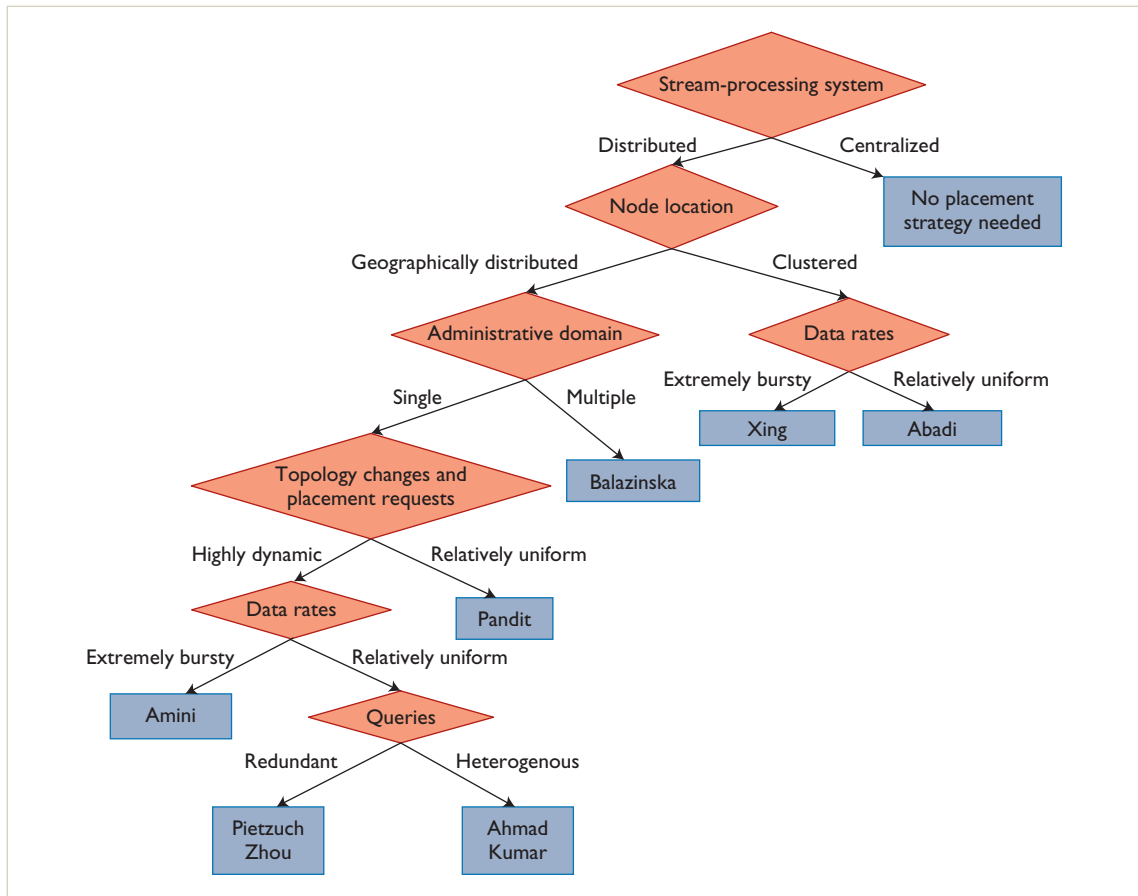 Stream-processing system
Distributed
Centralized
Node location
No placement
strategy needed
Geographically distributed
Clustered
Administrative domain
Data rates
Extremely bursty
Relatively uniform
Single
Multiple
Xing
Abadi
Topology changes and
placement requests
Balazinska
Highly dynamic
Relatively uniform
Data rates
Pandit
Extremely bursty
Relatively uniform
Amini
Queries
Redundant
Heterogenous
Pietzuch
Zhou
Ahmad
Kumar